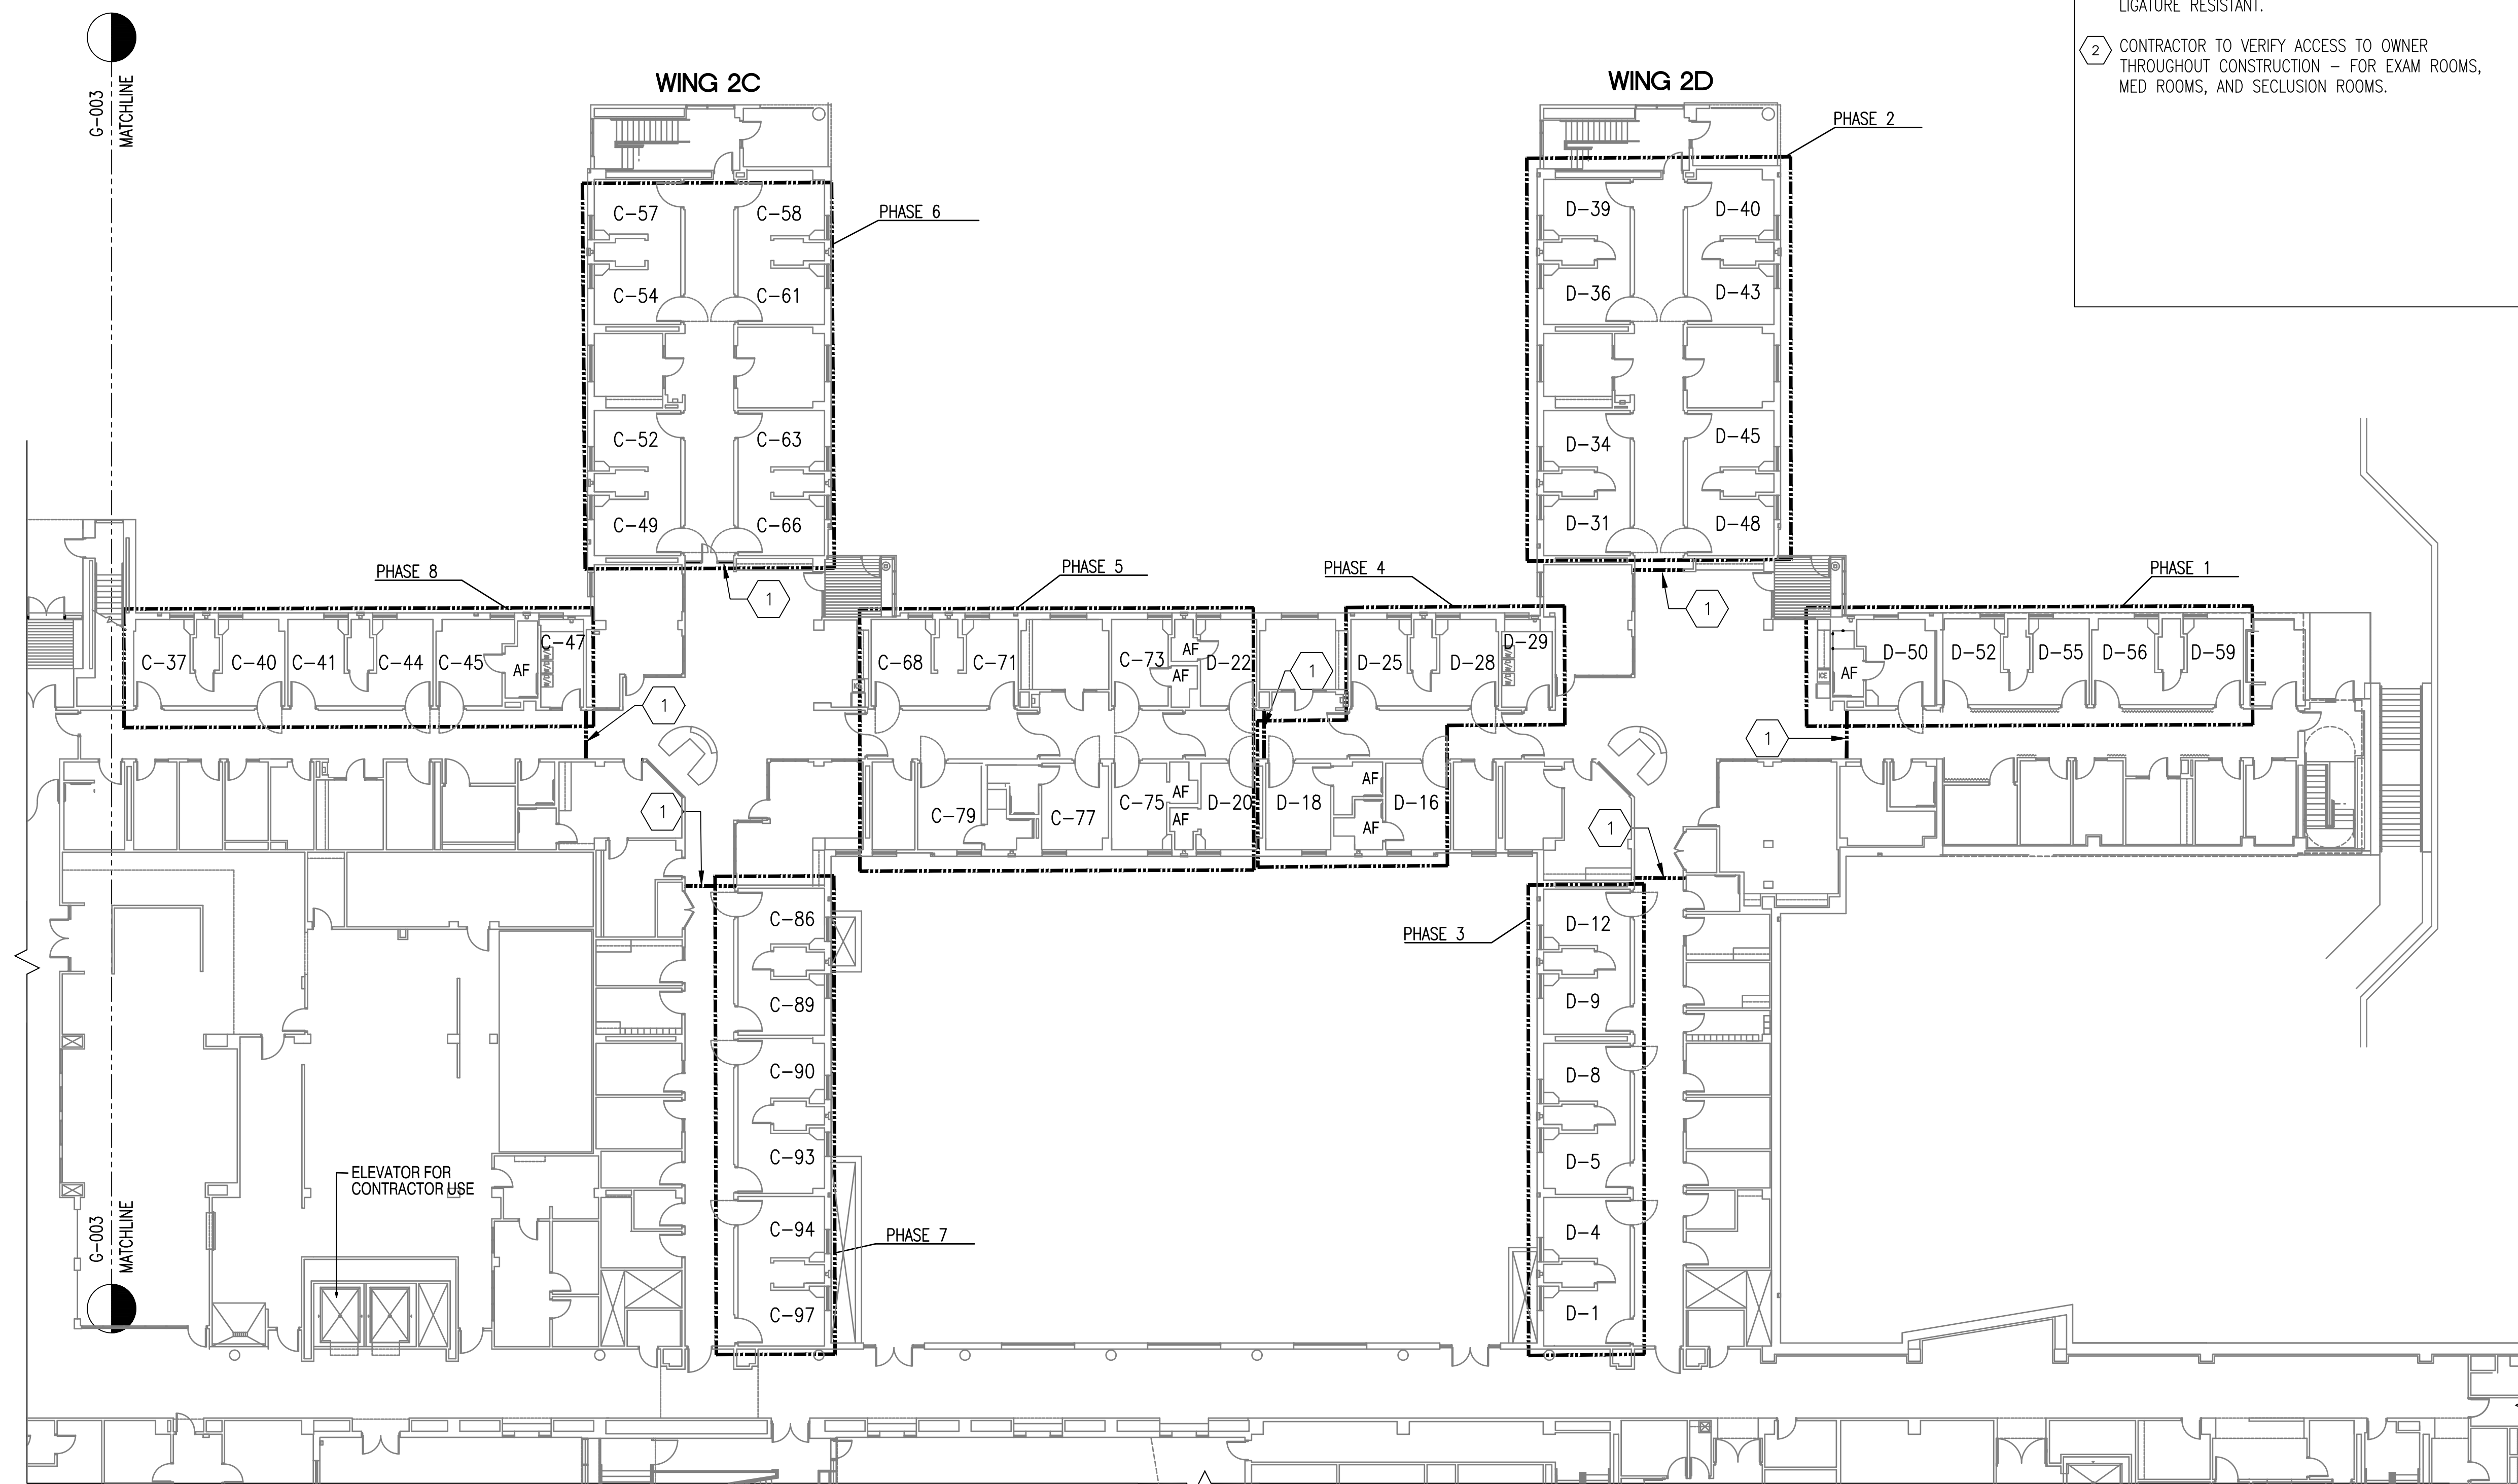 LIGATURE RESISTANT.
2 CONTRACTOR TO VERIFY ACCESS TO OWNER
THROUGHOUT CONSTRUCTION – FOR EXAM ROOMS,
MED ROOMS, AND SECLUSION ROOMS.
G-003
MATCHLINE
WING 2C
WING 2D
PHASE 2
PHASE 6
C-57
C-58
C-54
C-61
C-52
C-63
C-49
C-66
D-39
D-40
D-36
D-43
D-34
D-45
D-31
D-48
1
1
PHASE 8
PHASE 5
PHASE 4
PHASE 1
C-37
C-40
C-41
C-44
C-45
AF
C-47
1
C-68
C-71
C-73
AF
AF
D-22
1
D-25
D-28
D-29
1
ICE
AF
D-50
D-52
D-55
D-56
D-59
1
C-79
C-77
C-75
AF
AF
D-20
D-18
AF
AF
D-16
1
PHASE 3
C-86
C-89
C-90
C-93
C-94
C-97
PHASE 7
D-12
D-9
D-8
D-5
D-4
D-1
ELEVATOR FOR
CONTRACTOR USE
G-003
MATCHLINE